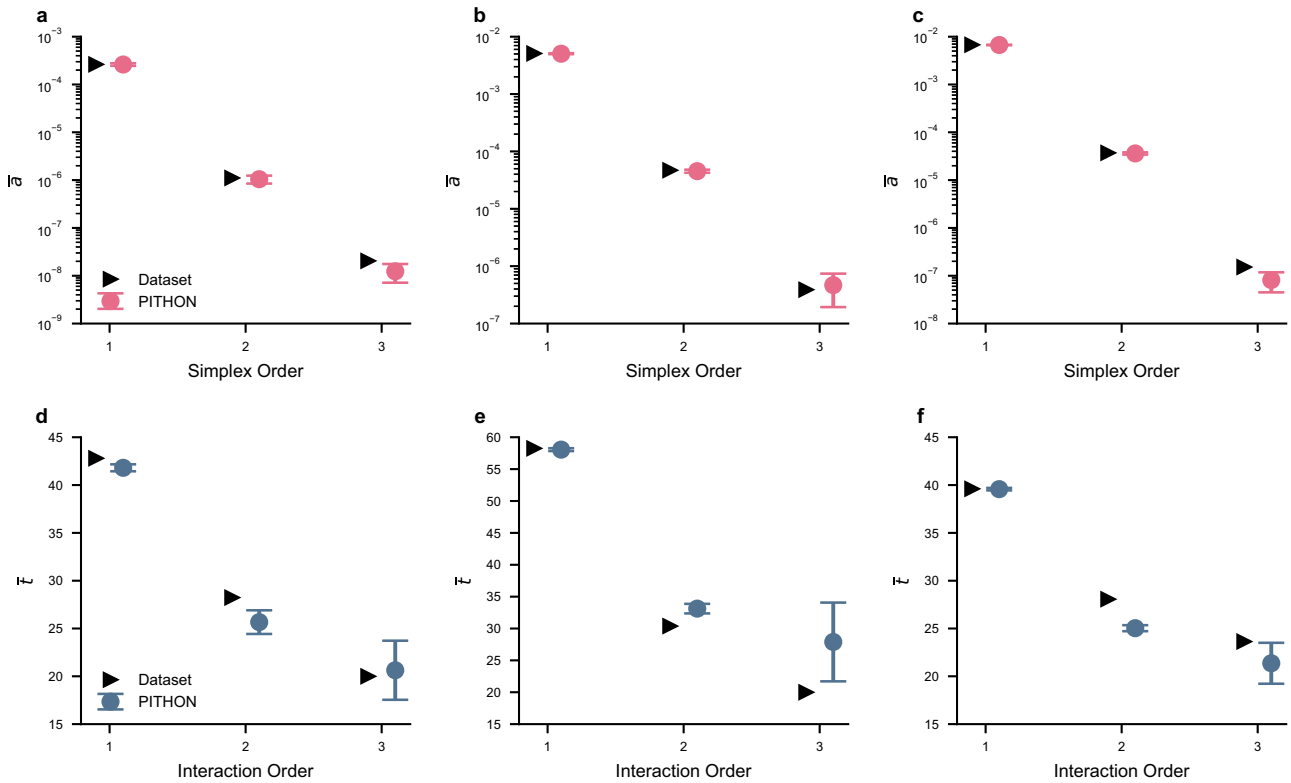 a
10⁻³
10⁻⁴
10⁻⁵
10⁻⁶
10⁻⁷
10⁻⁸
10⁻⁹
a̅
Dataset
PITHON
1 2 3
Simplex Order
b
10⁻²
10⁻³
10⁻⁴
10⁻⁵
10⁻⁶
10⁻⁷
a̅
1 2 3
Simplex Order
c
10⁻²
10⁻³
10⁻⁴
10⁻⁵
10⁻⁶
10⁻⁷
10⁻⁸
a̅
1 2 3
Simplex Order
d
45
40
35
30
25
20
15
t̅
Dataset
PITHON
1 2 3
Interaction Order
e
60
55
50
45
40
35
30
25
20
15
t̅
1 2 3
Interaction Order
f
45
40
35
30
25
20
15
t̅
1 2 3
Interaction Order